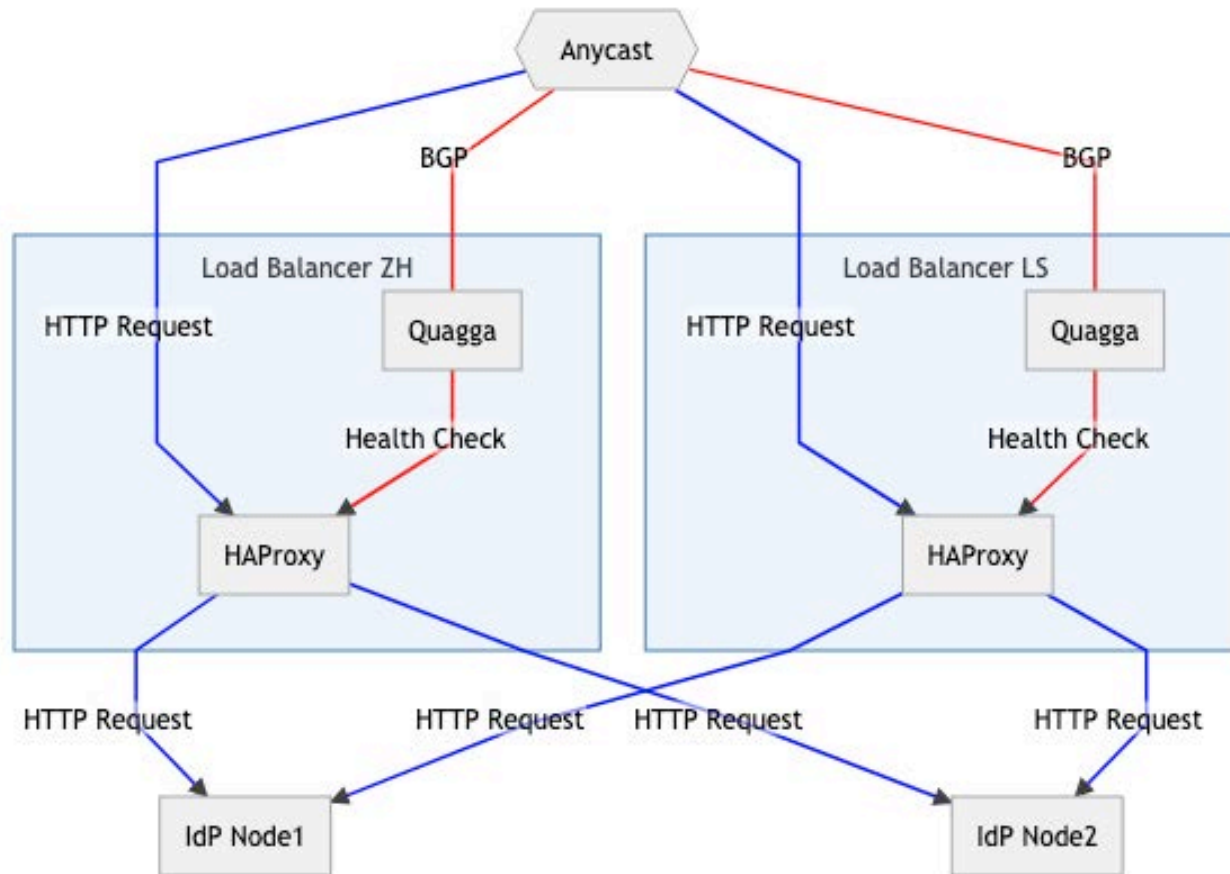 Anycast
BGP
BGP
Load Balancer ZH
Load Balancer LS
HTTP Request
Quagga
HTTP Request
Quagga
Health Check
Health Check
HAProxy
HAProxy
HTTP Request
HTTP Request
HTTP Request
HTTP Request
IdP Node1
IdP Node2